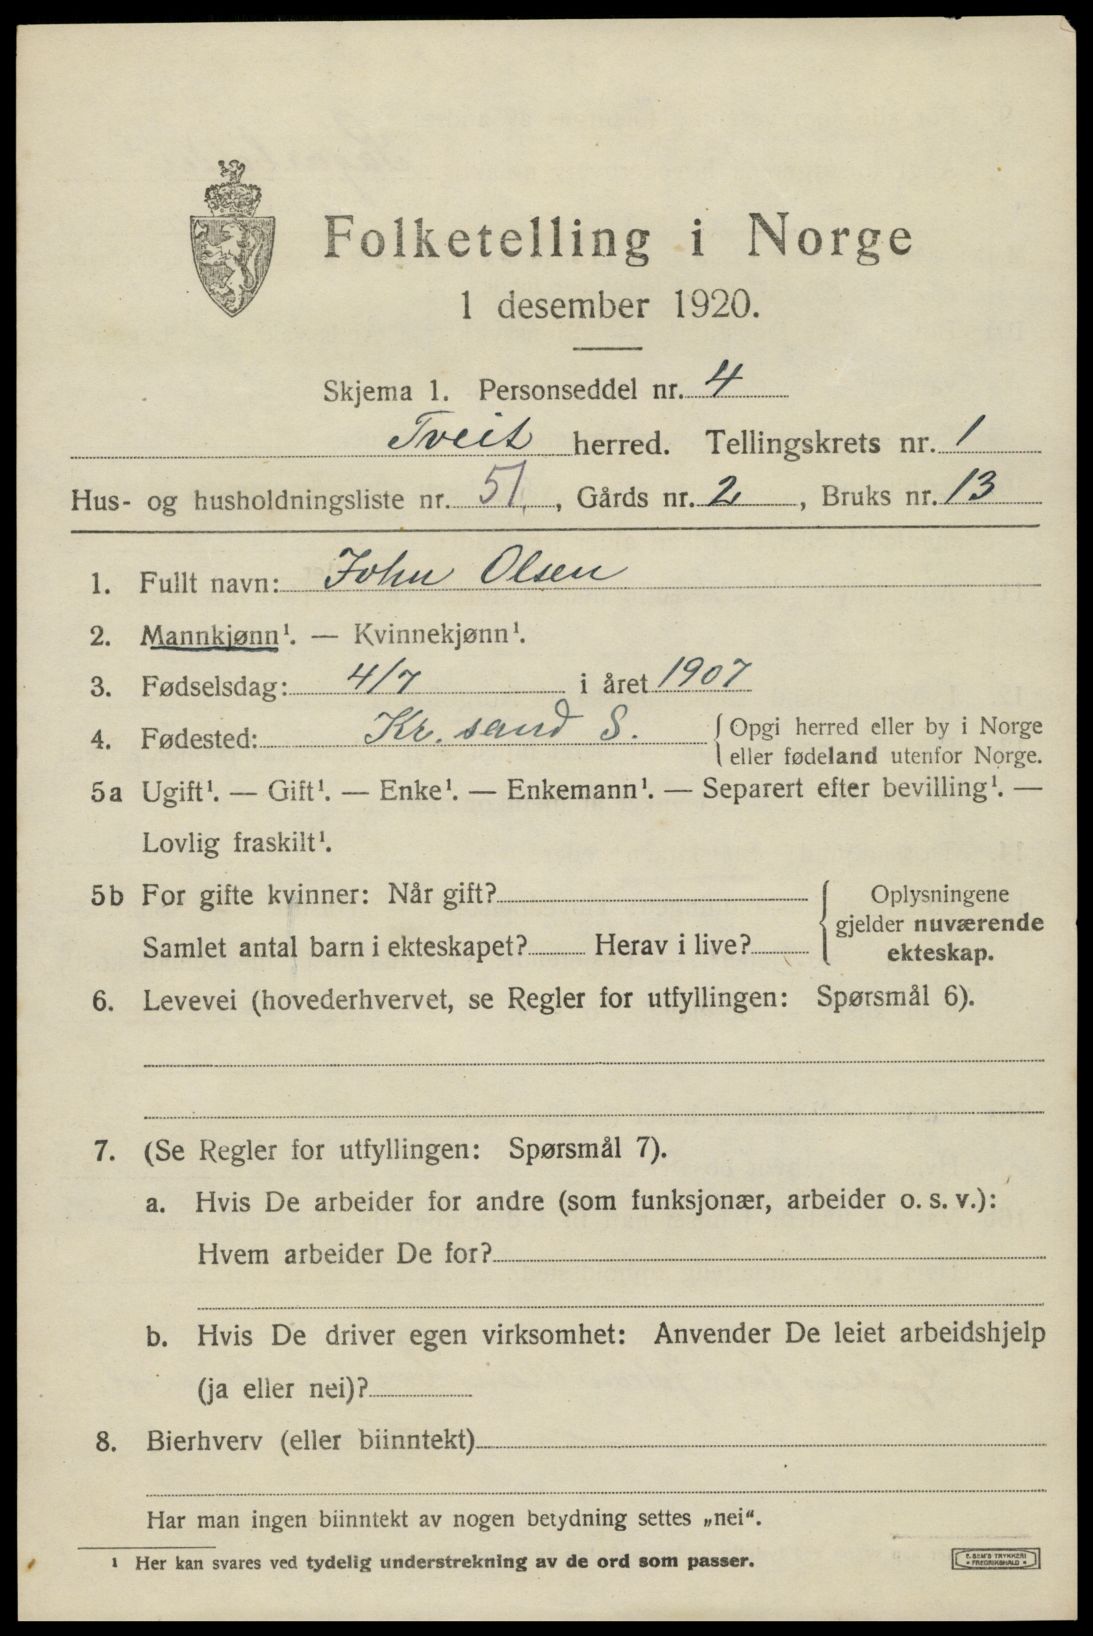 Folketelling i Norge
1 desember 1920.
Skjema 1. Personseddel nr. 4
Tveit herred. Tellingskrets nr. 1
Hus- og husholdningsliste nr. 51, Gårds nr. 2, Bruks nr. 13
1. Fullt navn: John Olsen
2. Mannkjønn¹. — Kvinnekjønn¹.
3. Fødselsdag: 4/7 i året 1907
4. Fødested: Kr. sand S. { Opgi herred eller by i Norge
eller fødeland utenfor Norge.
5a Ugift¹. — Gift¹. — Enke¹. — Enkemann¹. — Separert efter bevilling¹. —
Lovlig fraskilt¹.
5b For gifte kvinner: Når gift? { Oplysningene
gjelder nuværende
Samlet antal barn i ekteskapet? Herav i live? ekteskap.
6. Levevei (hovederhvervet, se Regler for utfyllingen: Spørsmål 6).
7. (Se Regler for utfyllingen: Spørsmål 7).
a. Hvis De arbeider for andre (som funksjonær, arbeider o. s. v.):
Hvem arbeider De for?
b. Hvis De driver egen virksomhet: Anvender De leiet arbeidshjelp
(ja eller nei)?
8. Bierhverv (eller biinntekt)
Har man ingen biinntekt av nogen betydning settes „nei“.
¹ Her kan svares ved tydelig understrekning av de ord som passer.
E. SEM'S TRYKKERI
• FREDRIKSHALD •